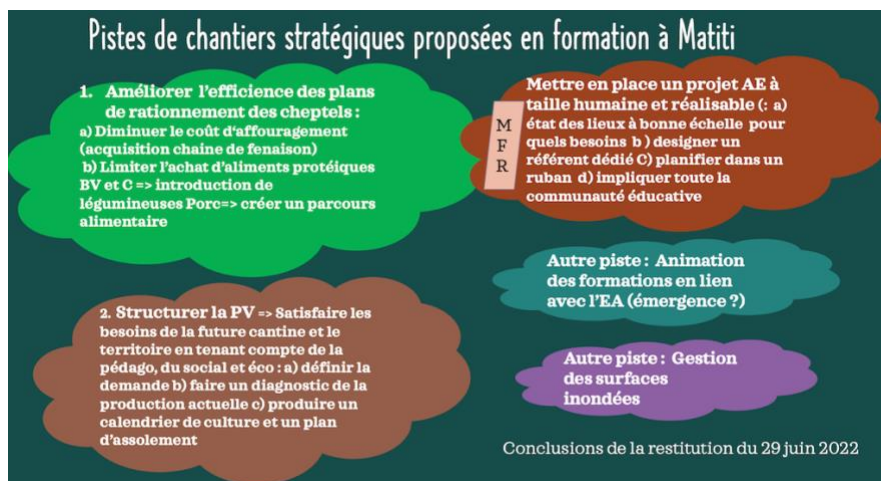 Pistes de chantiers stratégiques proposées en formation à Matiti
1. Améliorer l'efficience des plans
de rationnement des cheptels :
a) Diminuer le coût d'affouragement
(acquisition chaine de fenaison)
b) Limiter l'achat d'aliments protéiques
BV et C => introduction de
légumineuses Porc=> créer un parcours
alimentaire
2. Structurer la PV => Satisfaire les
besoins de la future cantine et le
territoire en tenant compte de la
pédago, du social et éco : a) définir la
demande b) faire un diagnostic de la
production actuelle c) produire un
calendrier de culture et un plan
d'assolement
M
F
R
Mettre en place un projet AE à
taille humaine et réalisable (: a)
état des lieux à bonne échelle pour
quels besoins b ) designer un
référent dédié C) planifier dans un
ruban d) impliquer toute la
communauté éducative
Autre piste : Animation
des formations en lien
avec l'EA (émergence ?)
Autre piste : Gestion
des surfaces
inondées
Conclusions de la restitution du 29 juin 2022